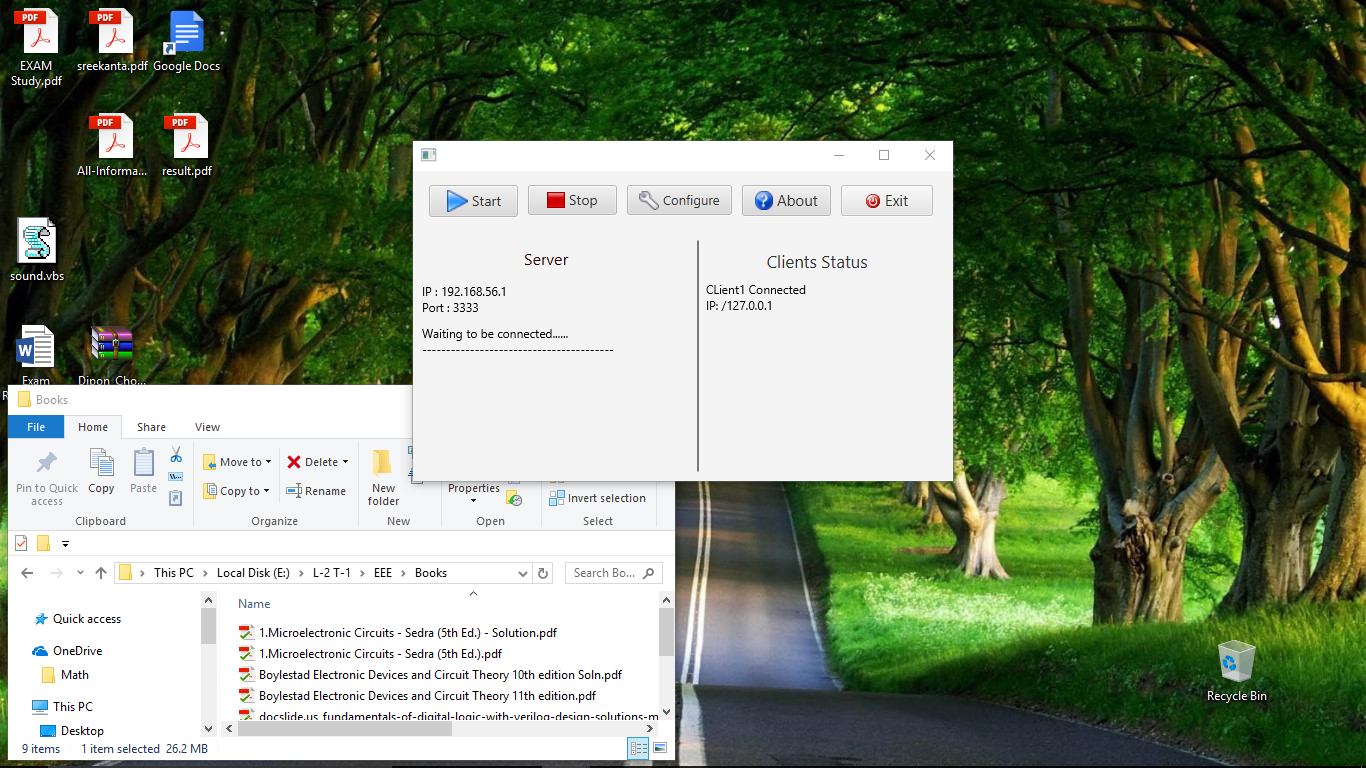 PDF
PDF
EXAM
Study.pdf
sreekanta.pdf
Google Docs
PDF
PDF
All-Informa...
result.pdf
sound.vbs
W
Exam
Dipon_Cho...
Start
Stop
Configure
About
Exit
Server
Clients Status
IP : 192.168.56.1
Port : 3333
CLient1 Connected
IP: /127.0.0.1
Waiting to be connected......
----------------------------------------
Books
File
Home
Share
View
Pin to Quick
access
Copy
Paste
Clipboard
Move to
Copy to
Delete
Rename
Organize
New
folder
New
Properties
Open
Invert selection
Select
This PC
Local Disk (E:)
L-2 T-1
EEE
Books
Search Bo...
Quick access
OneDrive
Math
This PC
Desktop
Name
1.Microelectronic Circuits - Sedra (5th Ed.) - Solution.pdf
1.Microelectronic Circuits - Sedra (5th Ed.).pdf
Boylestad Electronic Devices and Circuit Theory 10th edition Soln.pdf
Boylestad Electronic Devices and Circuit Theory 11th edition.pdf
docslide.us_fundamentals-of-digital-logic-with-verilog-design-solutions-m
9 items
1 item selected 26.2 MB
Recycle Bin